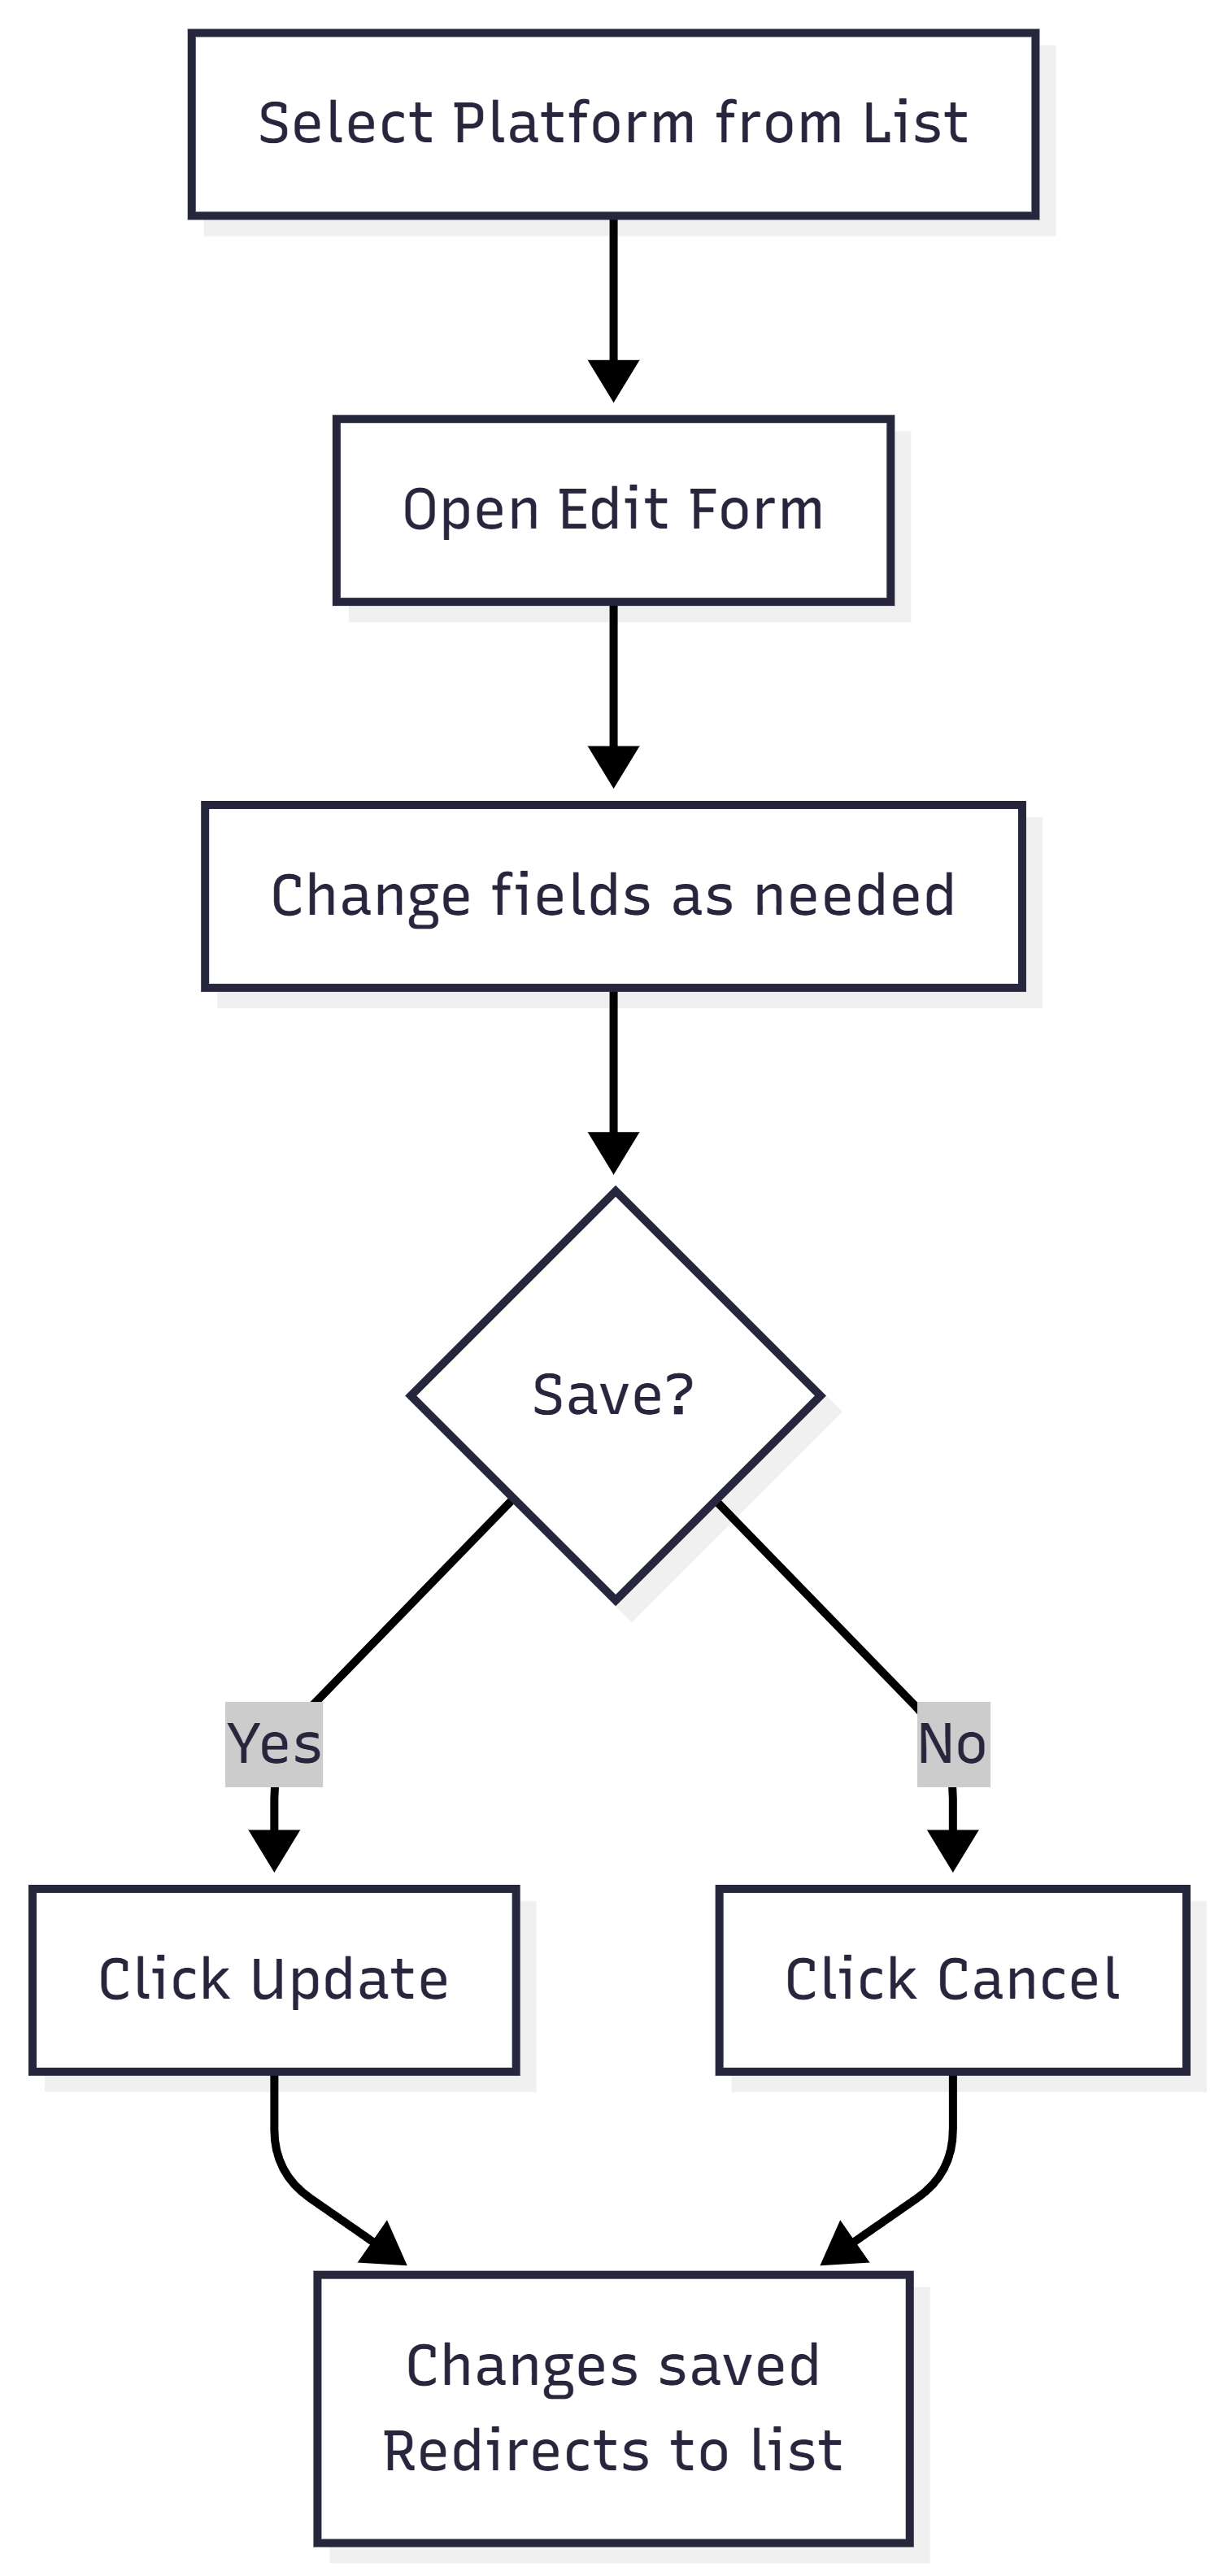 Select Platform from List
Open Edit Form
Change fields as needed
Save?
Yes
No
Click Update
Click Cancel
Changes saved
Redirects to list